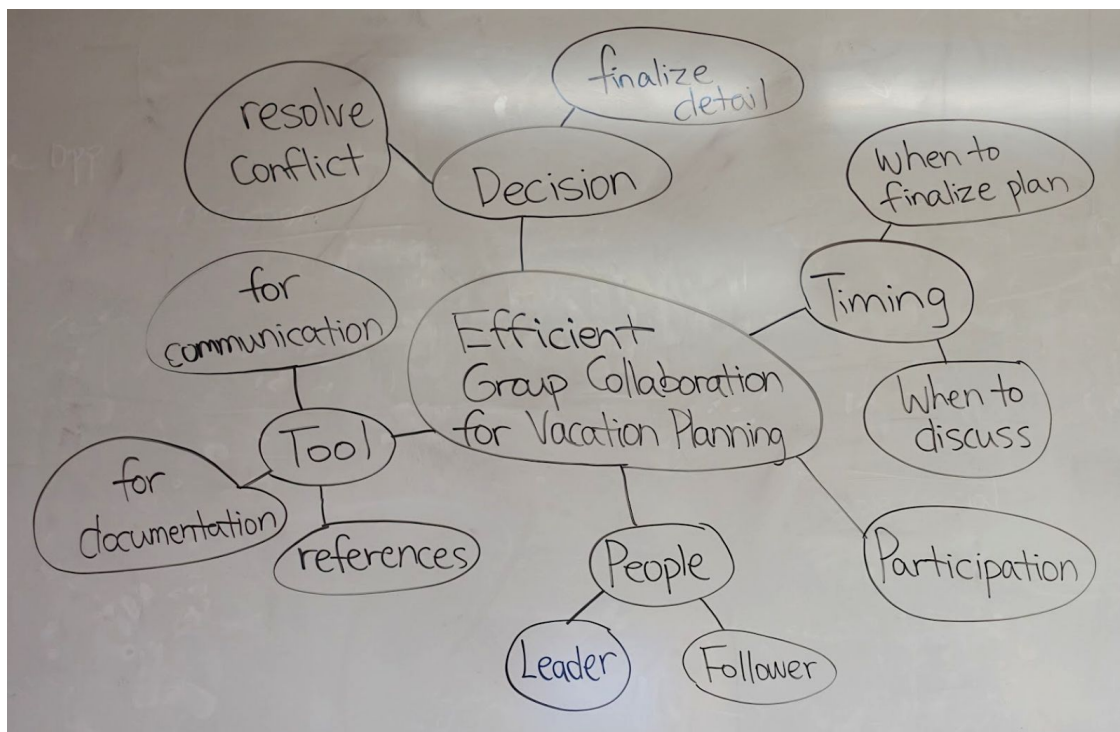 finalize
detail
resolve
conflict
Decision
When to
finalize plan
Timing
When to
discuss
for
communication
Efficient
Group Collaboration
for Vacation Planning
Tool
for
documentation
references
People
Participation
Leader
Follower